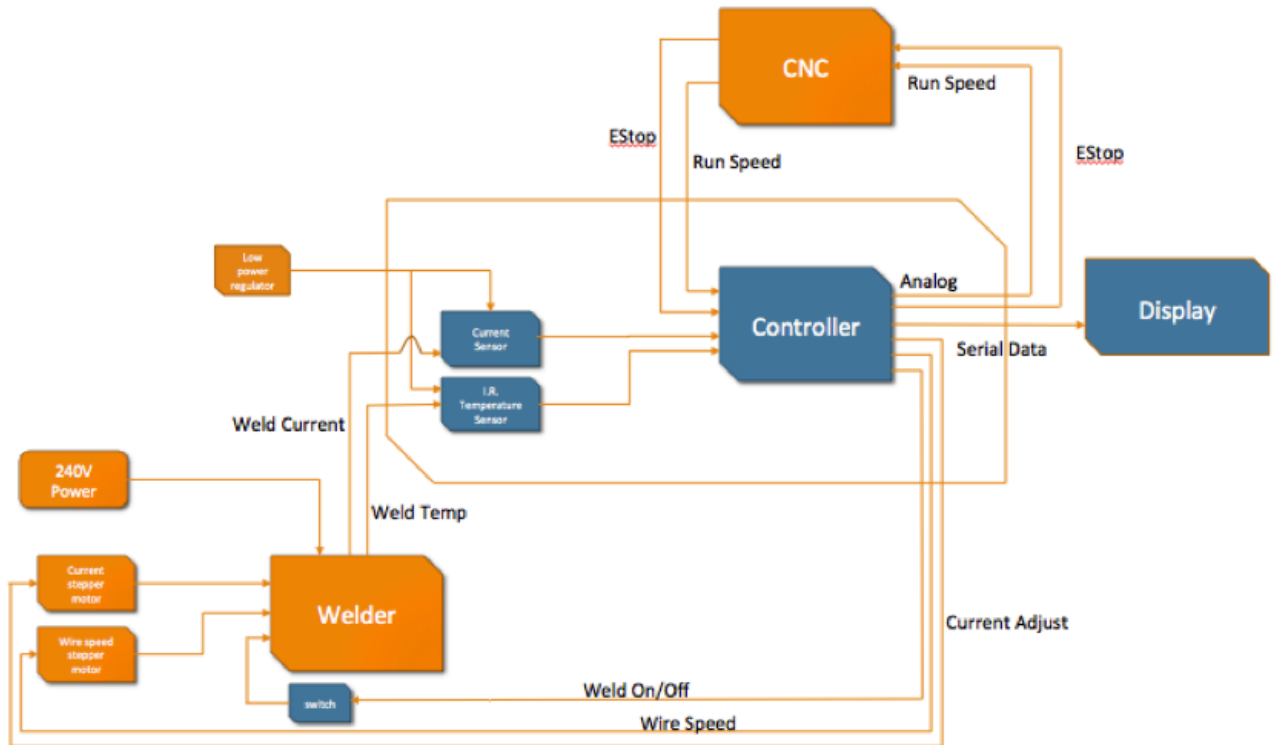 CNC
Run Speed
EStop
EStop
Run Speed
Low
power
regulator
Analog
Controller
Display
Current
Sensor
Serial Data
I.R.
Temperature
Sensor
Weld Current
240V
Power
Weld Temp
Current
stepper
motor
Welder
Wire speed
stepper
motor
Current Adjust
Weld On/Off
switch
Wire Speed